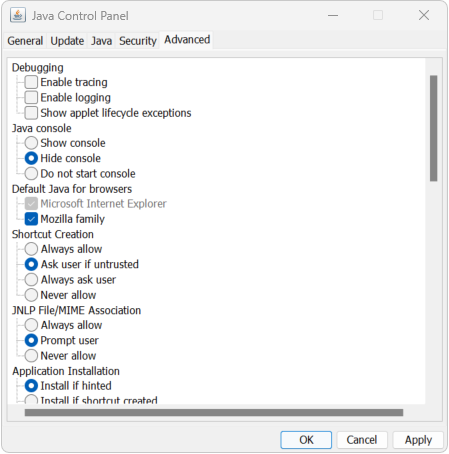 Java Control Panel
General Update Java Security Advanced
Debugging
Enable tracing
Enable logging
Show applet lifecycle exceptions
Java console
Show console
Hide console
Do not start console
Default Java for browsers
Microsoft Internet Explorer
Mozilla family
Shortcut Creation
Always allow
Ask user if untrusted
Always ask user
Never allow
JNLP File/MIME Association
Always allow
Prompt user
Never allow
Application Installation
Install if hinted
Install if shortcut created
OK Cancel Apply